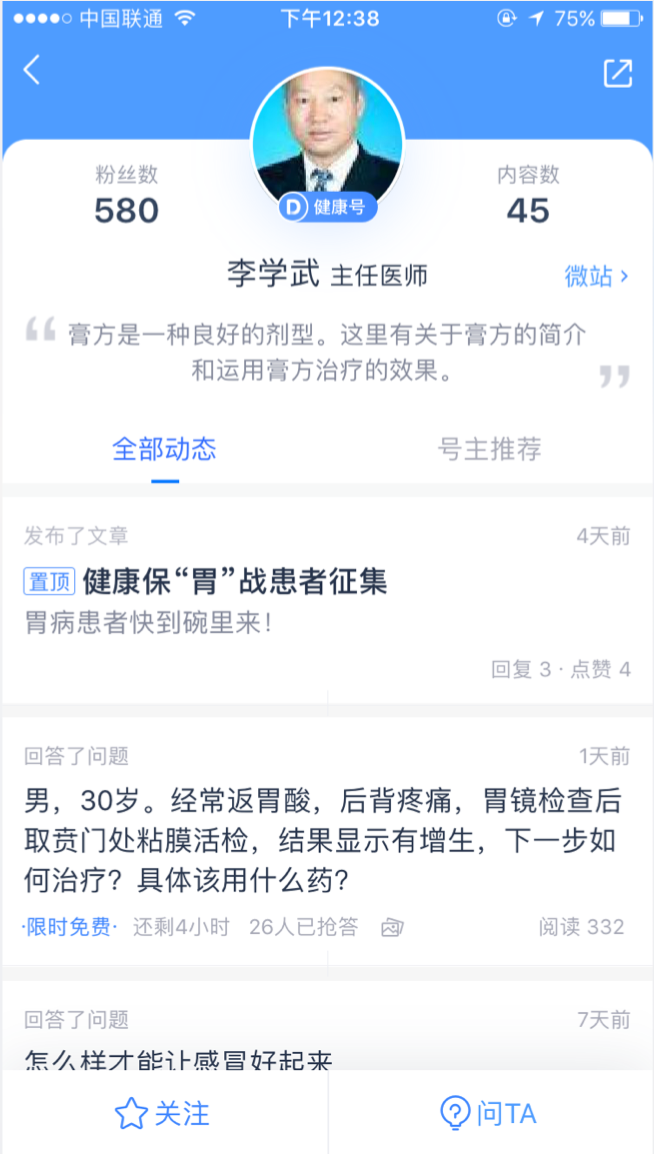 中国联通 下午12:38 75%
粉丝数 内容数
580 45
D 健康号
李学武 主任医师 微站 ›
“膏方是一种良好的剂型。这里有关于膏方的简介
和运用膏方治疗的效果。”
全部动态 号主推荐
发布了文章 4天前
置顶 健康保“胃”战患者征集
胃病患者快到碗里来!
回复 3 · 点赞 4
回答了问题 1天前
男，30岁。经常返胃酸，后背疼痛，胃镜检查后
取贲门处粘膜活检，结果显示有增生，下一步如
何治疗？具体该用什么药?
·限时免费· 还剩4小时 26人已抢答 阅读 332
回答了问题 7天前
怎么样才能让感冒好起来
关注 问TA